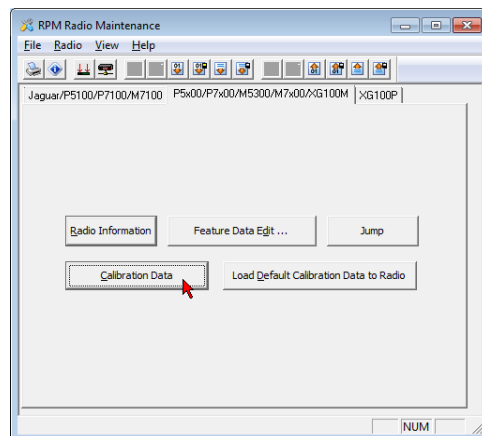 RPM Radio Maintenance
File Radio View Help
Jaguar/P5100/P7100/M7100 P5x00/P7x00/M5300/M7x00/XG100M XG100P
Radio Information Feature Data Edit ... Jump
Calibration Data Load Default Calibration Data to Radio
NUM